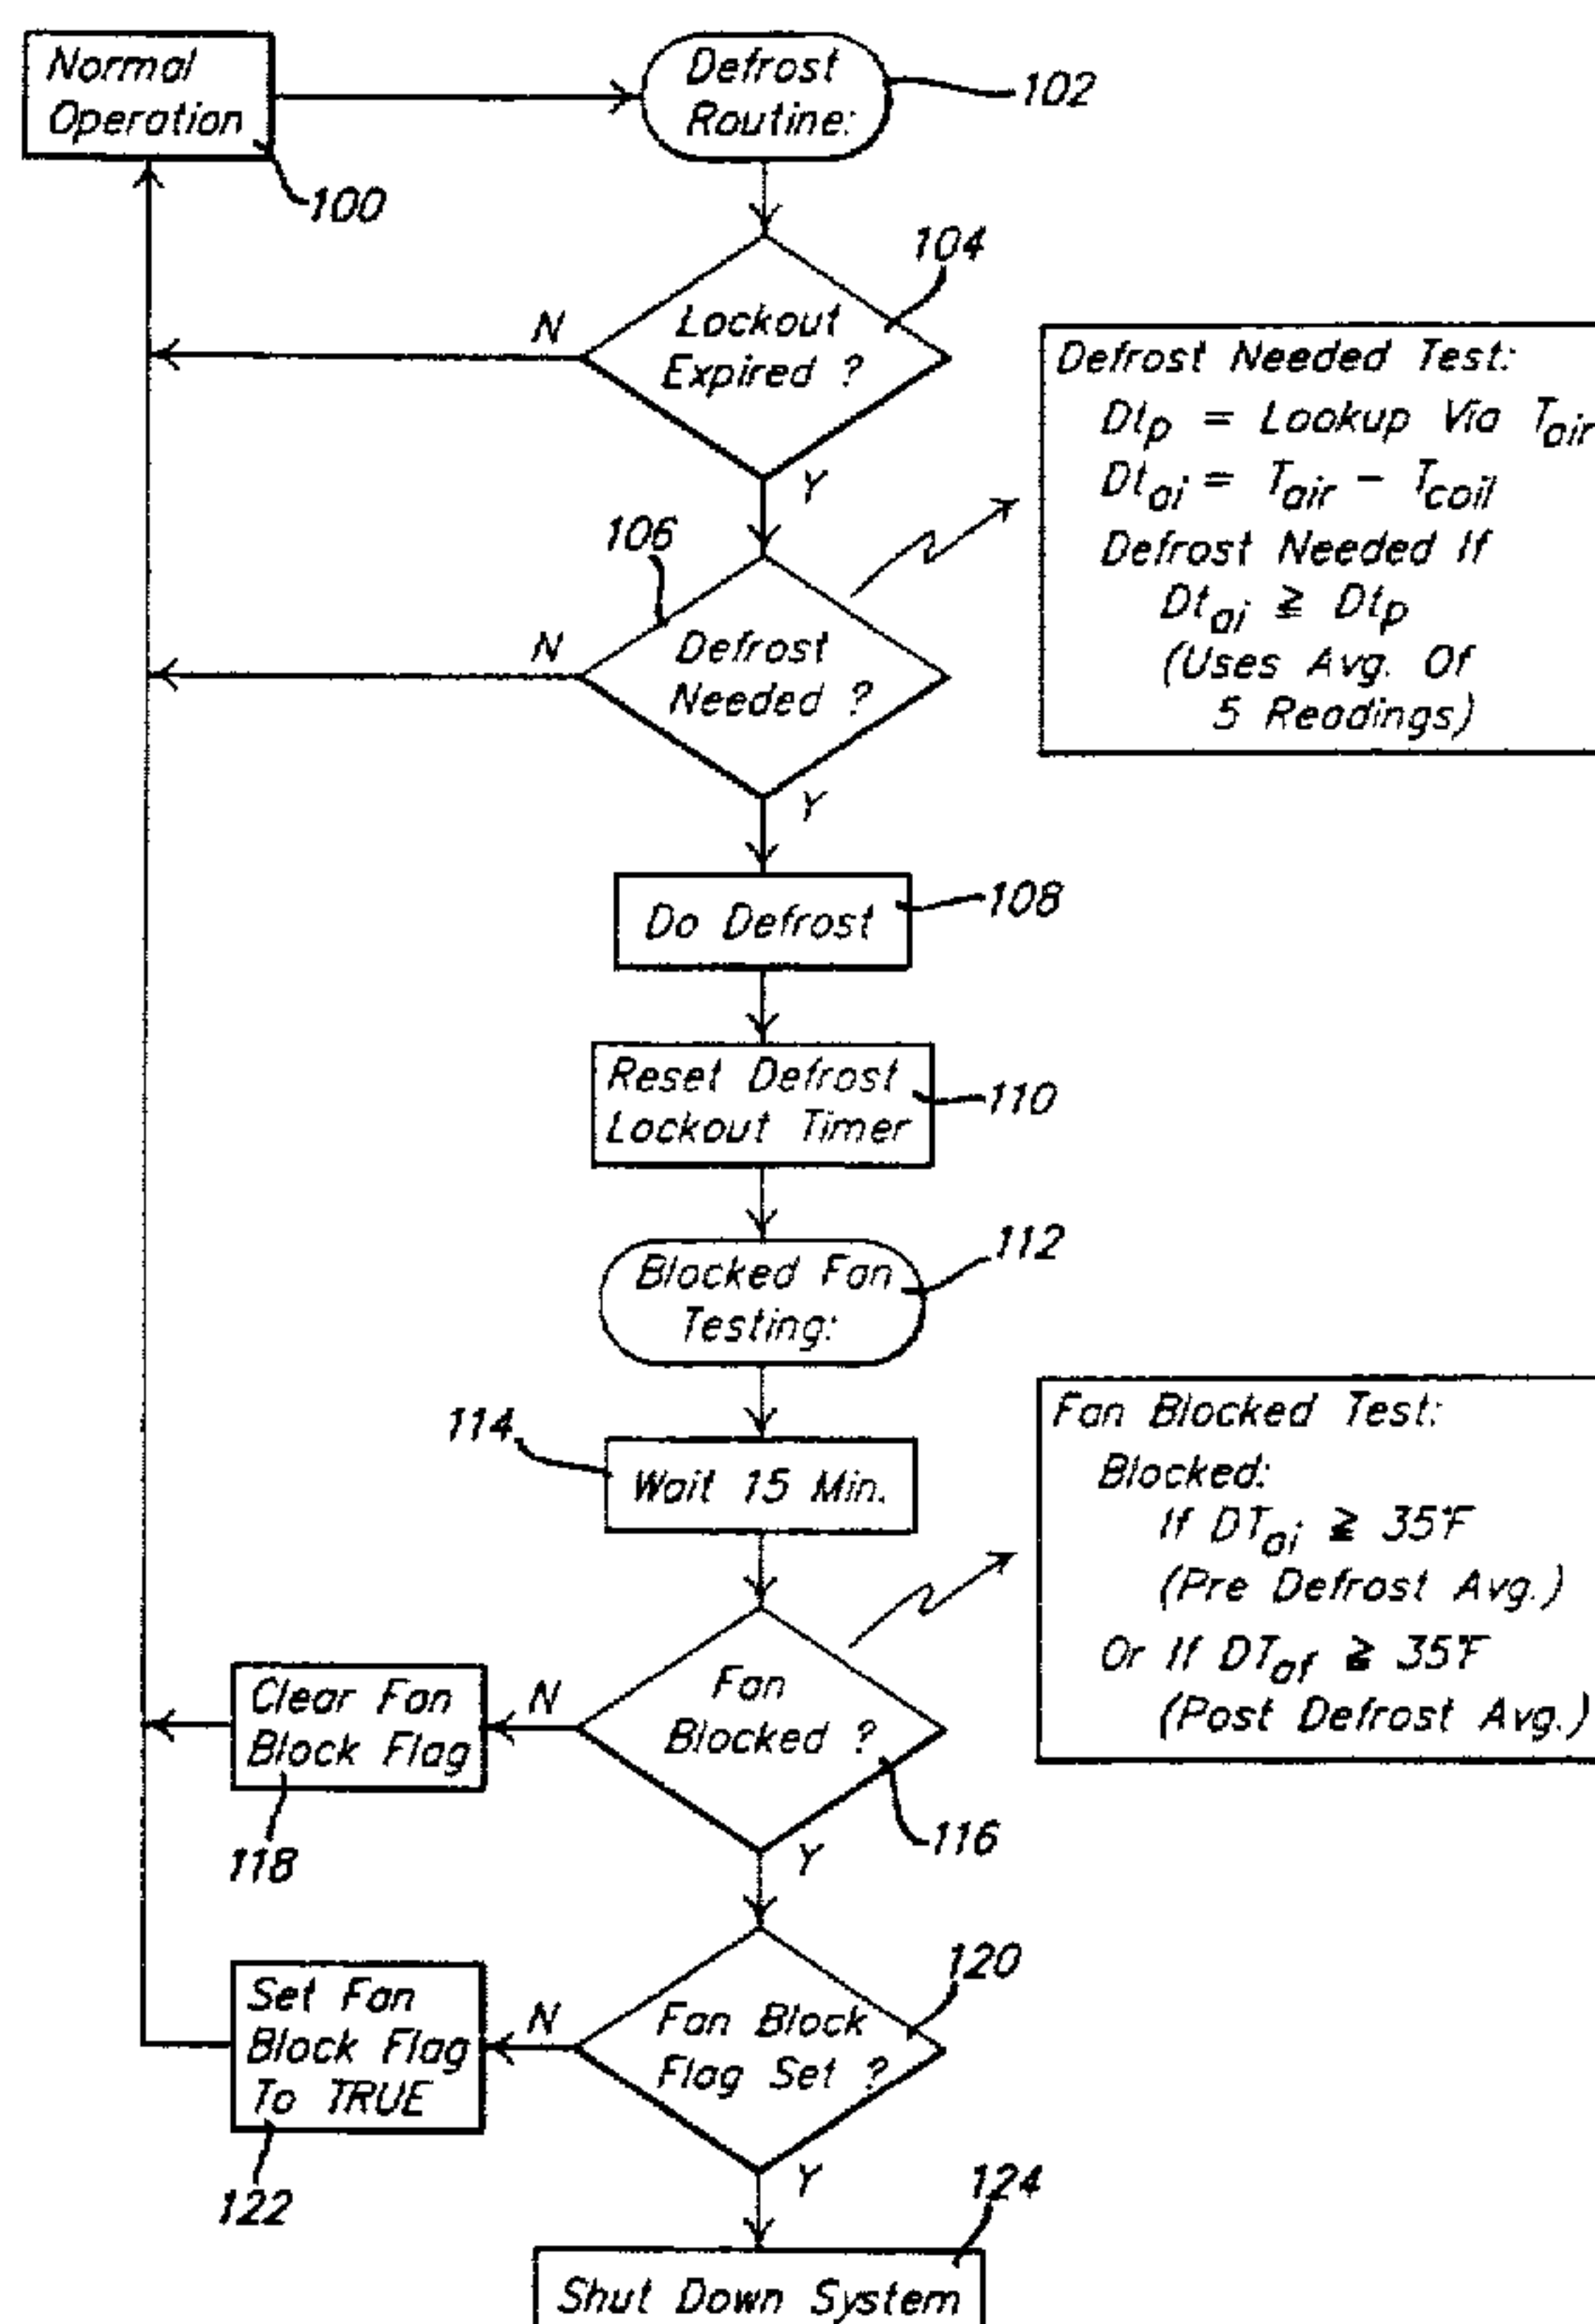 Normal
Operation
100
Defrost
Routine:
102
104
Lockout
Expired ?
N
Y
Defrost Needed Test:
Dtp = Lookup Via Tair
Dtai = Tair - Tcoil
Defrost Needed If
Dtai ≧ Dtp
(Uses Avg. Of
5 Readings)
106
Defrost
Needed ?
N
Y
Do Defrost
108
Reset Defrost
Lockout Timer
110
Blocked Fan
Testing:
112
114
Wait 15 Min.
Fan Blocked Test:
Blocked:
If DTai ≧ 35°F
(Pre Defrost Avg.)
Or If DTaf ≧ 35°F
(Post Defrost Avg.)
Fan
Blocked ?
116
N
Y
Clear Fan
Block Flag
118
120
Fan Block
Flag Set ?
N
Y
Set Fan
Block Flag
To TRUE
122
124
Shut Down System